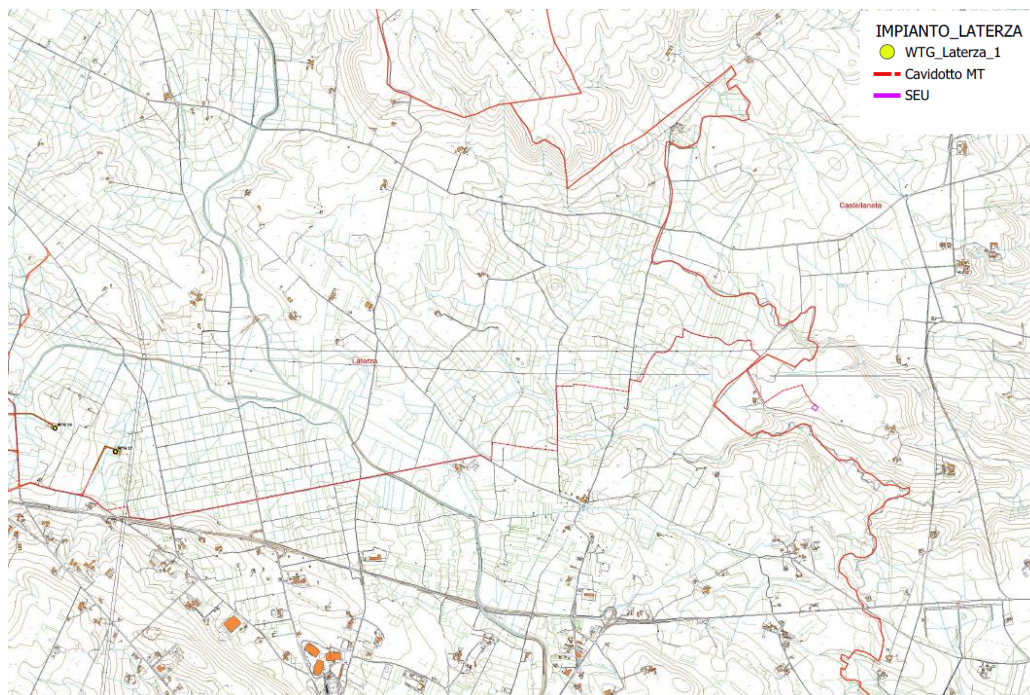 IMPIANTO_LATERZA
WTG_Laterza_1
Cavidotto MT
SEU
Castellaneta
Laterza